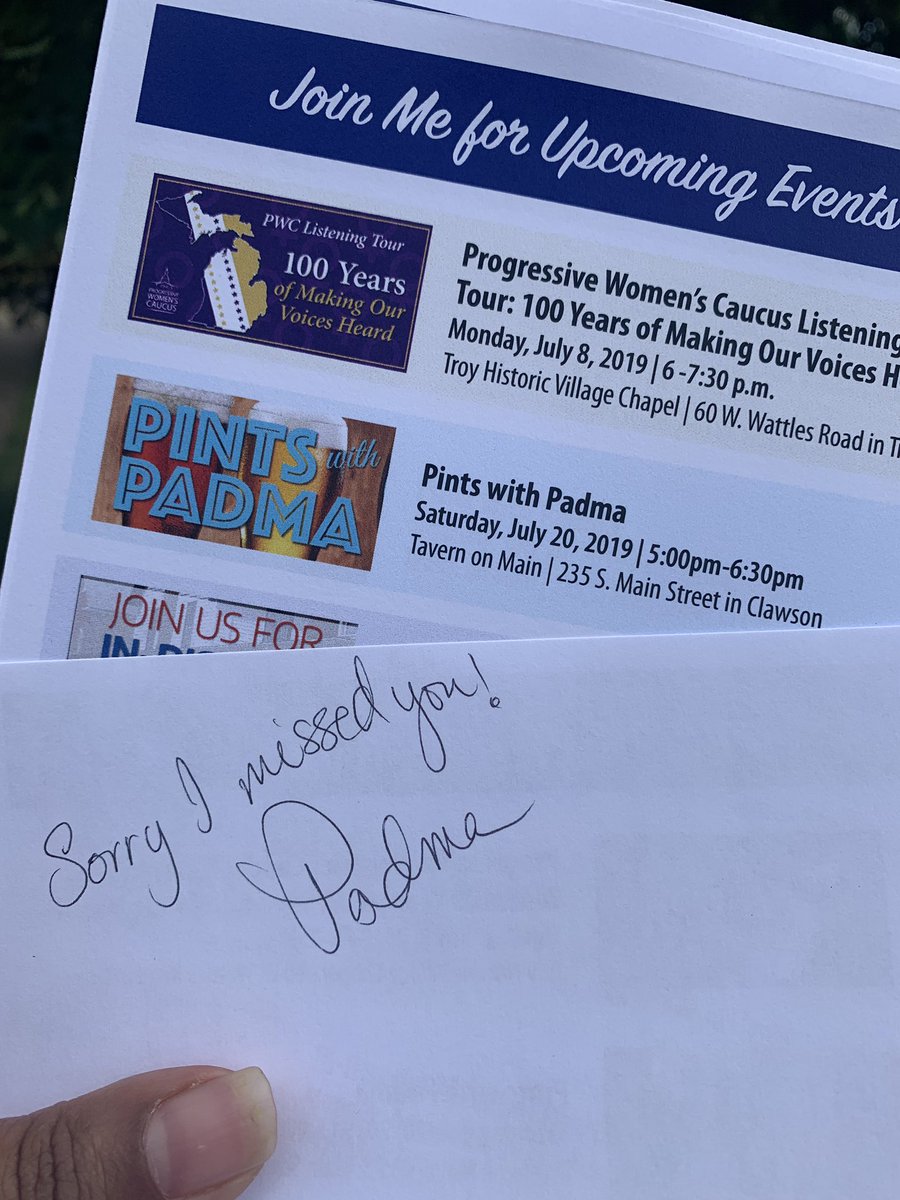 Join Me for Upcoming Events
PWC Listening Tour
100 Years
of Making Our
Voices Heard
PROGRESSIVE
WOMEN'S
CAUCUS
Progressive Women's Caucus Listening
Tour: 100 Years of Making Our Voices H
Monday, July 8, 2019 | 6 -7:30 p.m.
Troy Historic Village Chapel | 60 W. Wattles Road in T
PINTS with
PADMA
Pints with Padma
Saturday, July 20, 2019 | 5:00pm-6:30pm
Tavern on Main | 235 S. Main Street in Clawson
JOIN US FOR
Sorry I missed you!
Padma